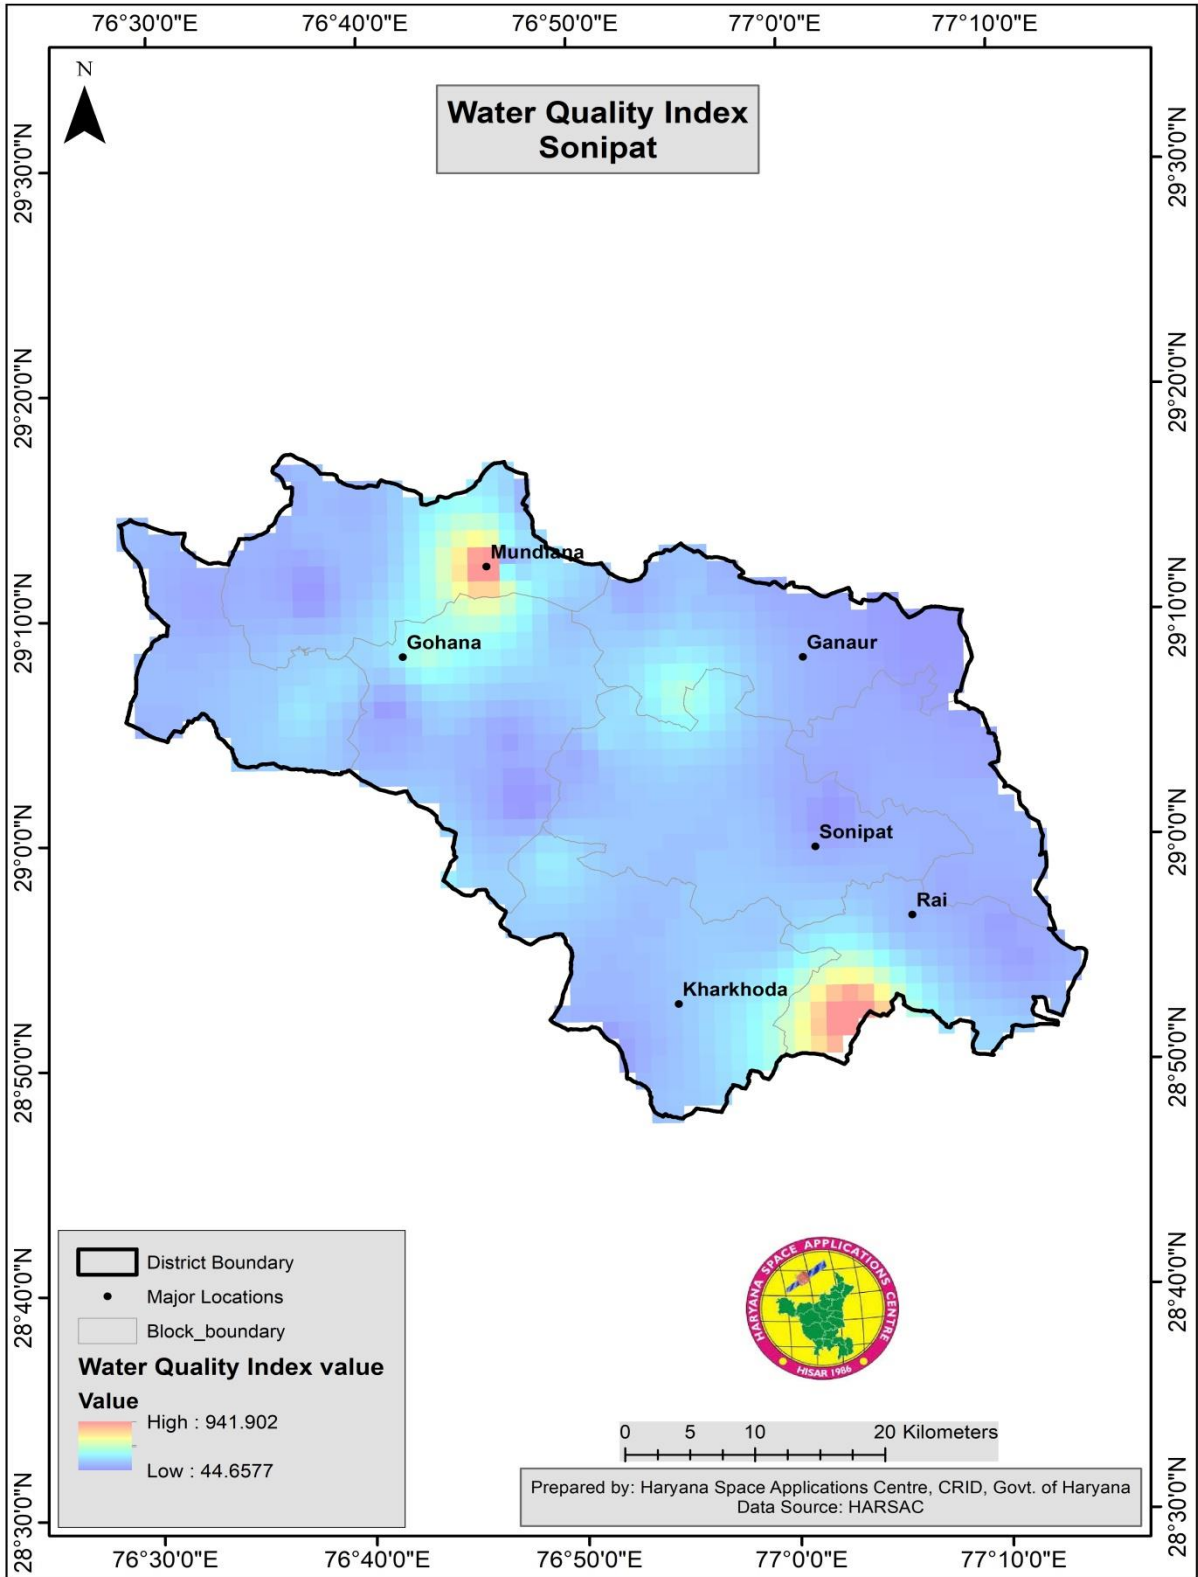 76°30'0"E 76°40'0"E 76°50'0"E 77°0'0"E 77°10'0"E
N
Water Quality Index
Sonipat
29°30'0"N
29°30'0"N
29°20'0"N
29°20'0"N
Mundlana
29°10'0"N
29°10'0"N
Gohana
Ganaur
Sonipat
29°0'0"N
29°0'0"N
Rai
Kharkhoda
28°50'0"N
28°50'0"N
28°40'0"N
28°40'0"N
28°30'0"N
28°30'0"N
District Boundary
Major Locations
Block_boundary
Water Quality Index value
Value
High : 941.902
Low : 44.6577
HARYANA SPACE APPLICATIONS CENTRE
HISAR 1986
0 5 10 20 Kilometers
Prepared by: Haryana Space Applications Centre, CRID, Govt. of Haryana
Data Source: HARSAC
76°30'0"E 76°40'0"E 76°50'0"E 77°0'0"E 77°10'0"E